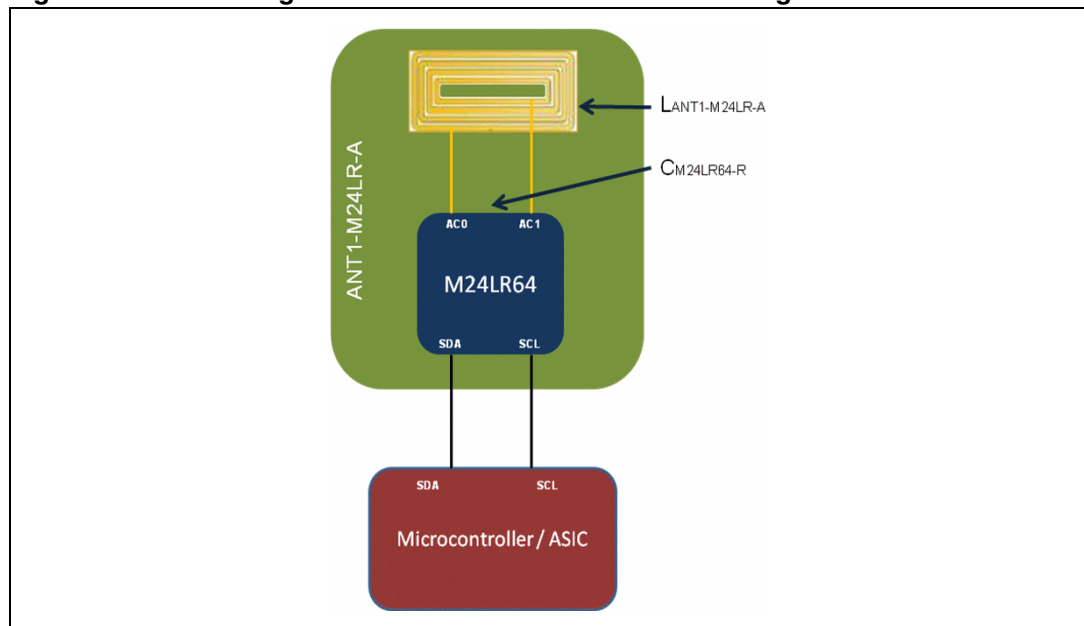 LANT1-M24LR-A
CM24LR64-R
ANT1-M24LR-A
AC0 AC1
M24LR64
SDA SCL
SDA SCL
Microcontroller / ASIC